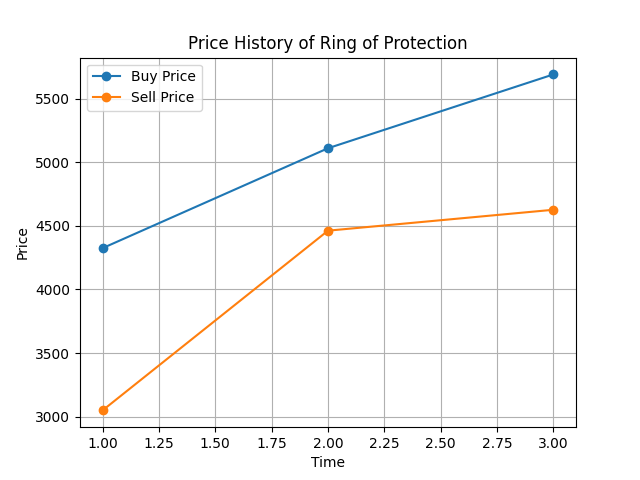 Price History of Ring of Protection
Buy Price
Sell Price
5500
5000
4500
4000
3500
3000
Price
1.00 1.25 1.50 1.75 2.00 2.25 2.50 2.75 3.00
Time